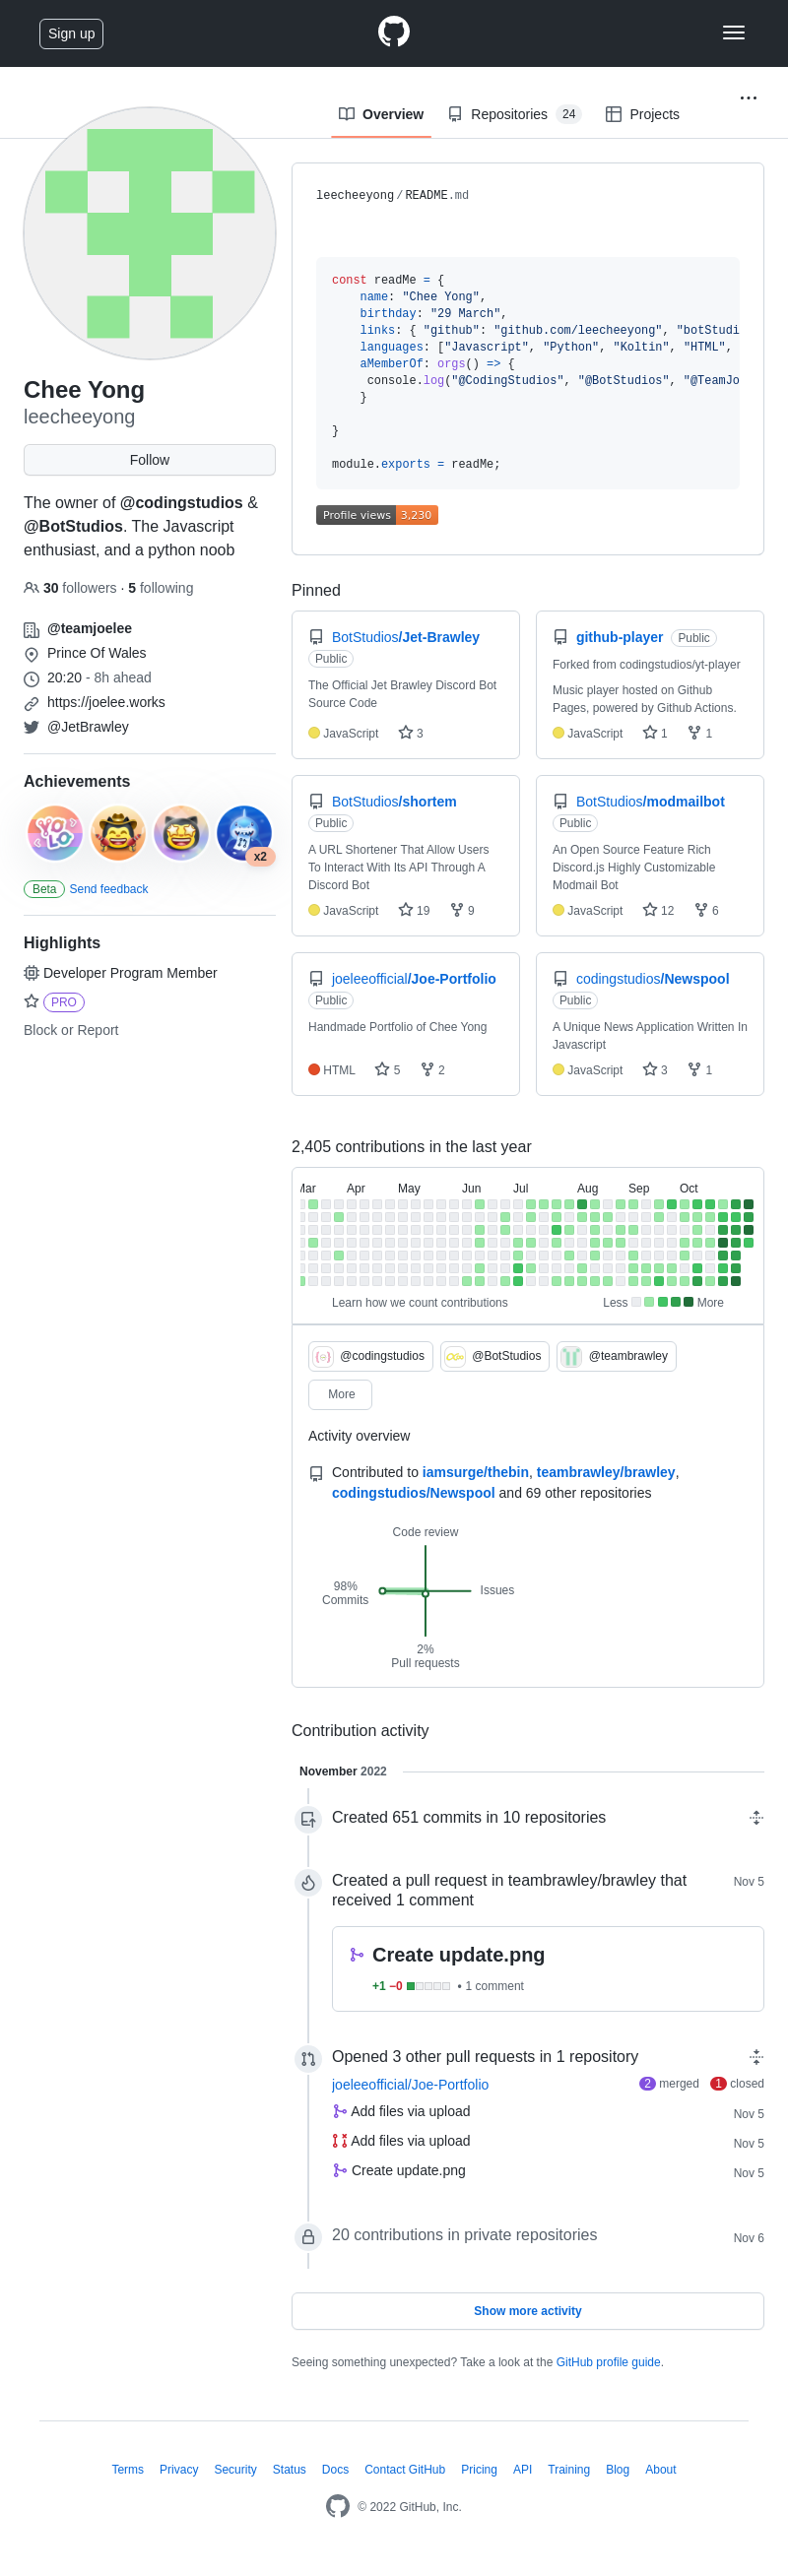 Sign up
Overview
Repositories 24
Projects
Chee Yong
leecheeyong
Follow
The owner of @codingstudios &
@BotStudios. The Javascript
enthusiast, and a python noob
30 followers · 5 following
@teamjoelee
Prince Of Wales
20:20 - 8h ahead
https://joelee.works
@JetBrawley
Achievements
YOLO
x2
Beta Send feedback
Highlights
Developer Program Member
PRO
Block or Report
leecheeyong/README.md
const readMe = {
name: "Chee Yong",
birthday: "29 March",
links: { "github": "github.com/leecheeyong", "botStudi
languages: ["Javascript", "Python", "Koltin", "HTML",
aMemberOf: orgs() => {
console.log("@CodingStudios", "@BotStudios", "@TeamJo
}
}
module.exports = readMe;
Profile views 3,230
Pinned
BotStudios/Jet-Brawley
Public
The Official Jet Brawley Discord Bot
Source Code
JavaScript 3
github-player Public
Forked from codingstudios/yt-player
Music player hosted on Github
Pages, powered by Github Actions.
JavaScript 1 1
BotStudios/shortem
Public
A URL Shortener That Allow Users
To Interact With Its API Through A
Discord Bot
JavaScript 19 9
BotStudios/modmailbot
Public
An Open Source Feature Rich
Discord.js Highly Customizable
Modmail Bot
JavaScript 12 6
joeleeofficial/Joe-Portfolio
Public
Handmade Portfolio of Chee Yong
HTML 5 2
codingstudios/Newspool
Public
A Unique News Application Written In
Javascript
JavaScript 3 1
2,405 contributions in the last year
Mar Apr May Jun Jul Aug Sep Oct
Learn how we count contributions
Less More
@codingstudios
@BotStudios
@teambrawley
More
Activity overview
Contributed to iamsurge/thebin, teambrawley/brawley,
codingstudios/Newspool and 69 other repositories
Code review
98%
Commits
Issues
2%
Pull requests
Contribution activity
November 2022
Created 651 commits in 10 repositories
Created a pull request in teambrawley/brawley that
received 1 comment
Nov 5
Create update.png
+1 −0 • 1 comment
Opened 3 other pull requests in 1 repository
joeleeofficial/Joe-Portfolio 2 merged 1 closed
Add files via upload Nov 5
Add files via upload Nov 5
Create update.png Nov 5
20 contributions in private repositories Nov 6
Show more activity
Seeing something unexpected? Take a look at the GitHub profile guide.
Terms Privacy Security Status Docs Contact GitHub Pricing API Training Blog About
© 2022 GitHub, Inc.